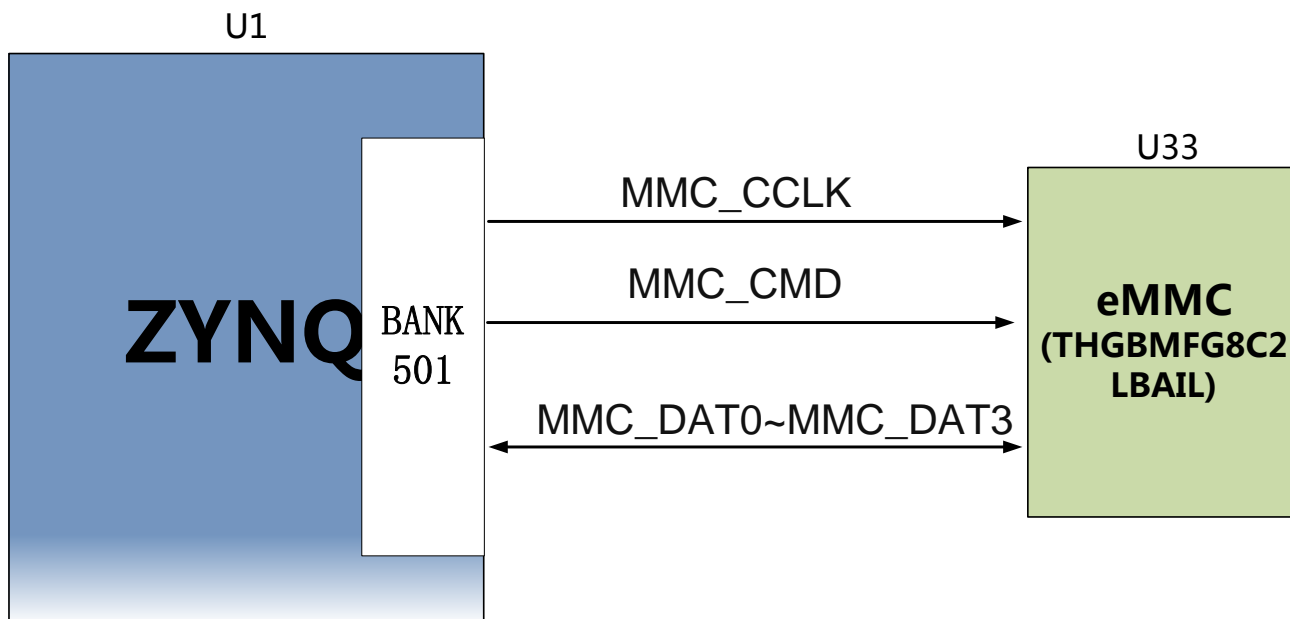 U1
U33
MMC_CCLK
MMC_CMD
ZYNQ
BANK
501
eMMC
(THGBMFG8C2
LBAIL)
MMC_DAT0~MMC_DAT3